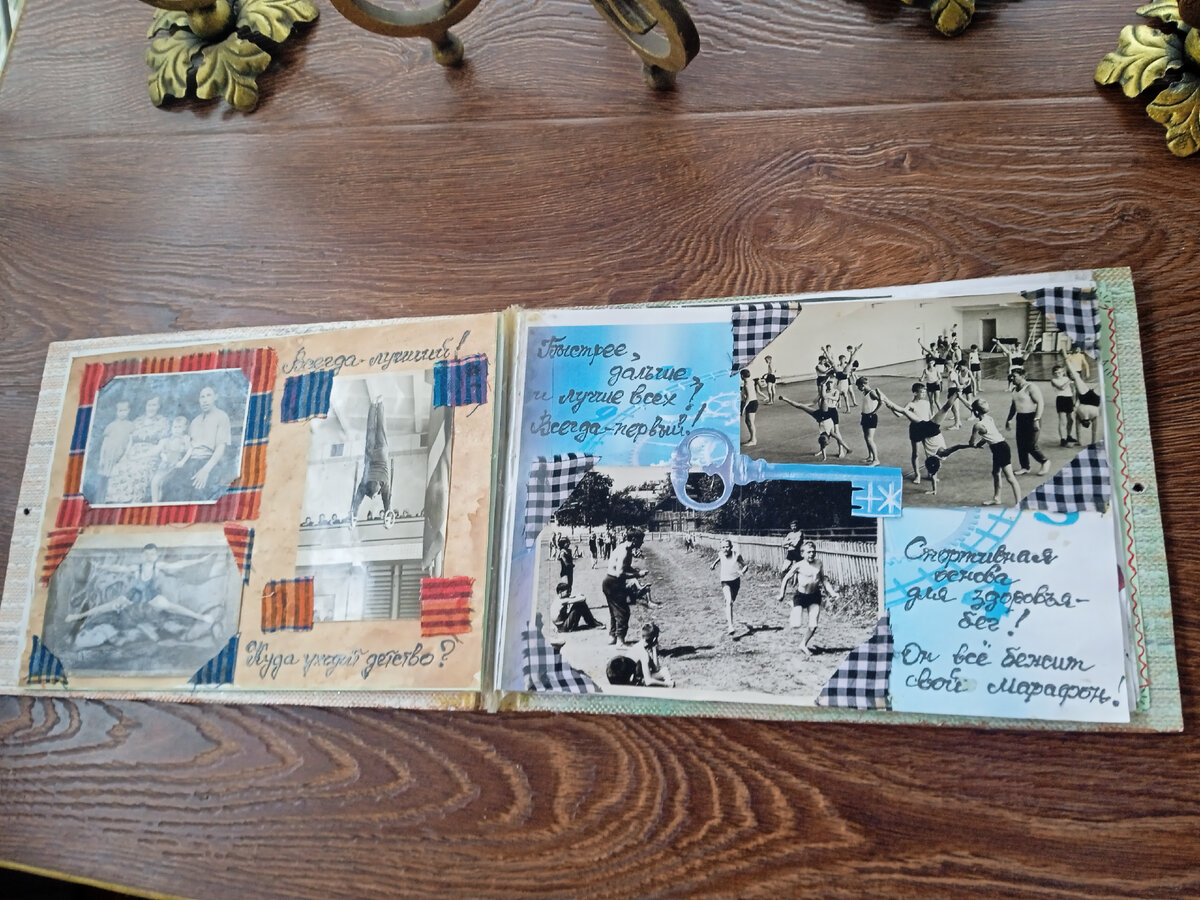 Всегда-лучший!
Куда уходит детство?
Быстрее,
дальше,
и лучше всех?
Всегда-первый!
Спортивная
основа
для здоровья-
бег!
Он всё бежит
свой марафон!